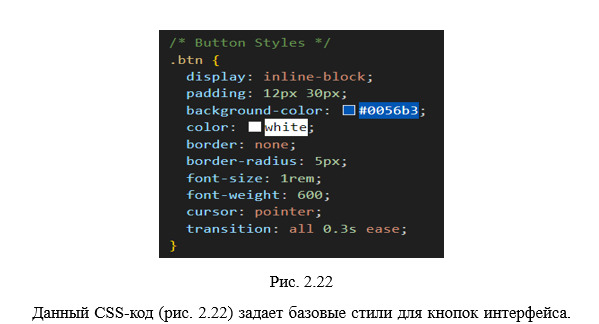 /* Button Styles */
.btn {
display: inline-block;
padding: 12px 30px;
background-color: #0056b3;
color: white;
border: none;
border-radius: 5px;
font-size: 1rem;
font-weight: 600;
cursor: pointer;
transition: all 0.3s ease;
}
Рис. 2.22
Данный CSS-код (рис. 2.22) задает базовые стили для кнопок интерфейса.